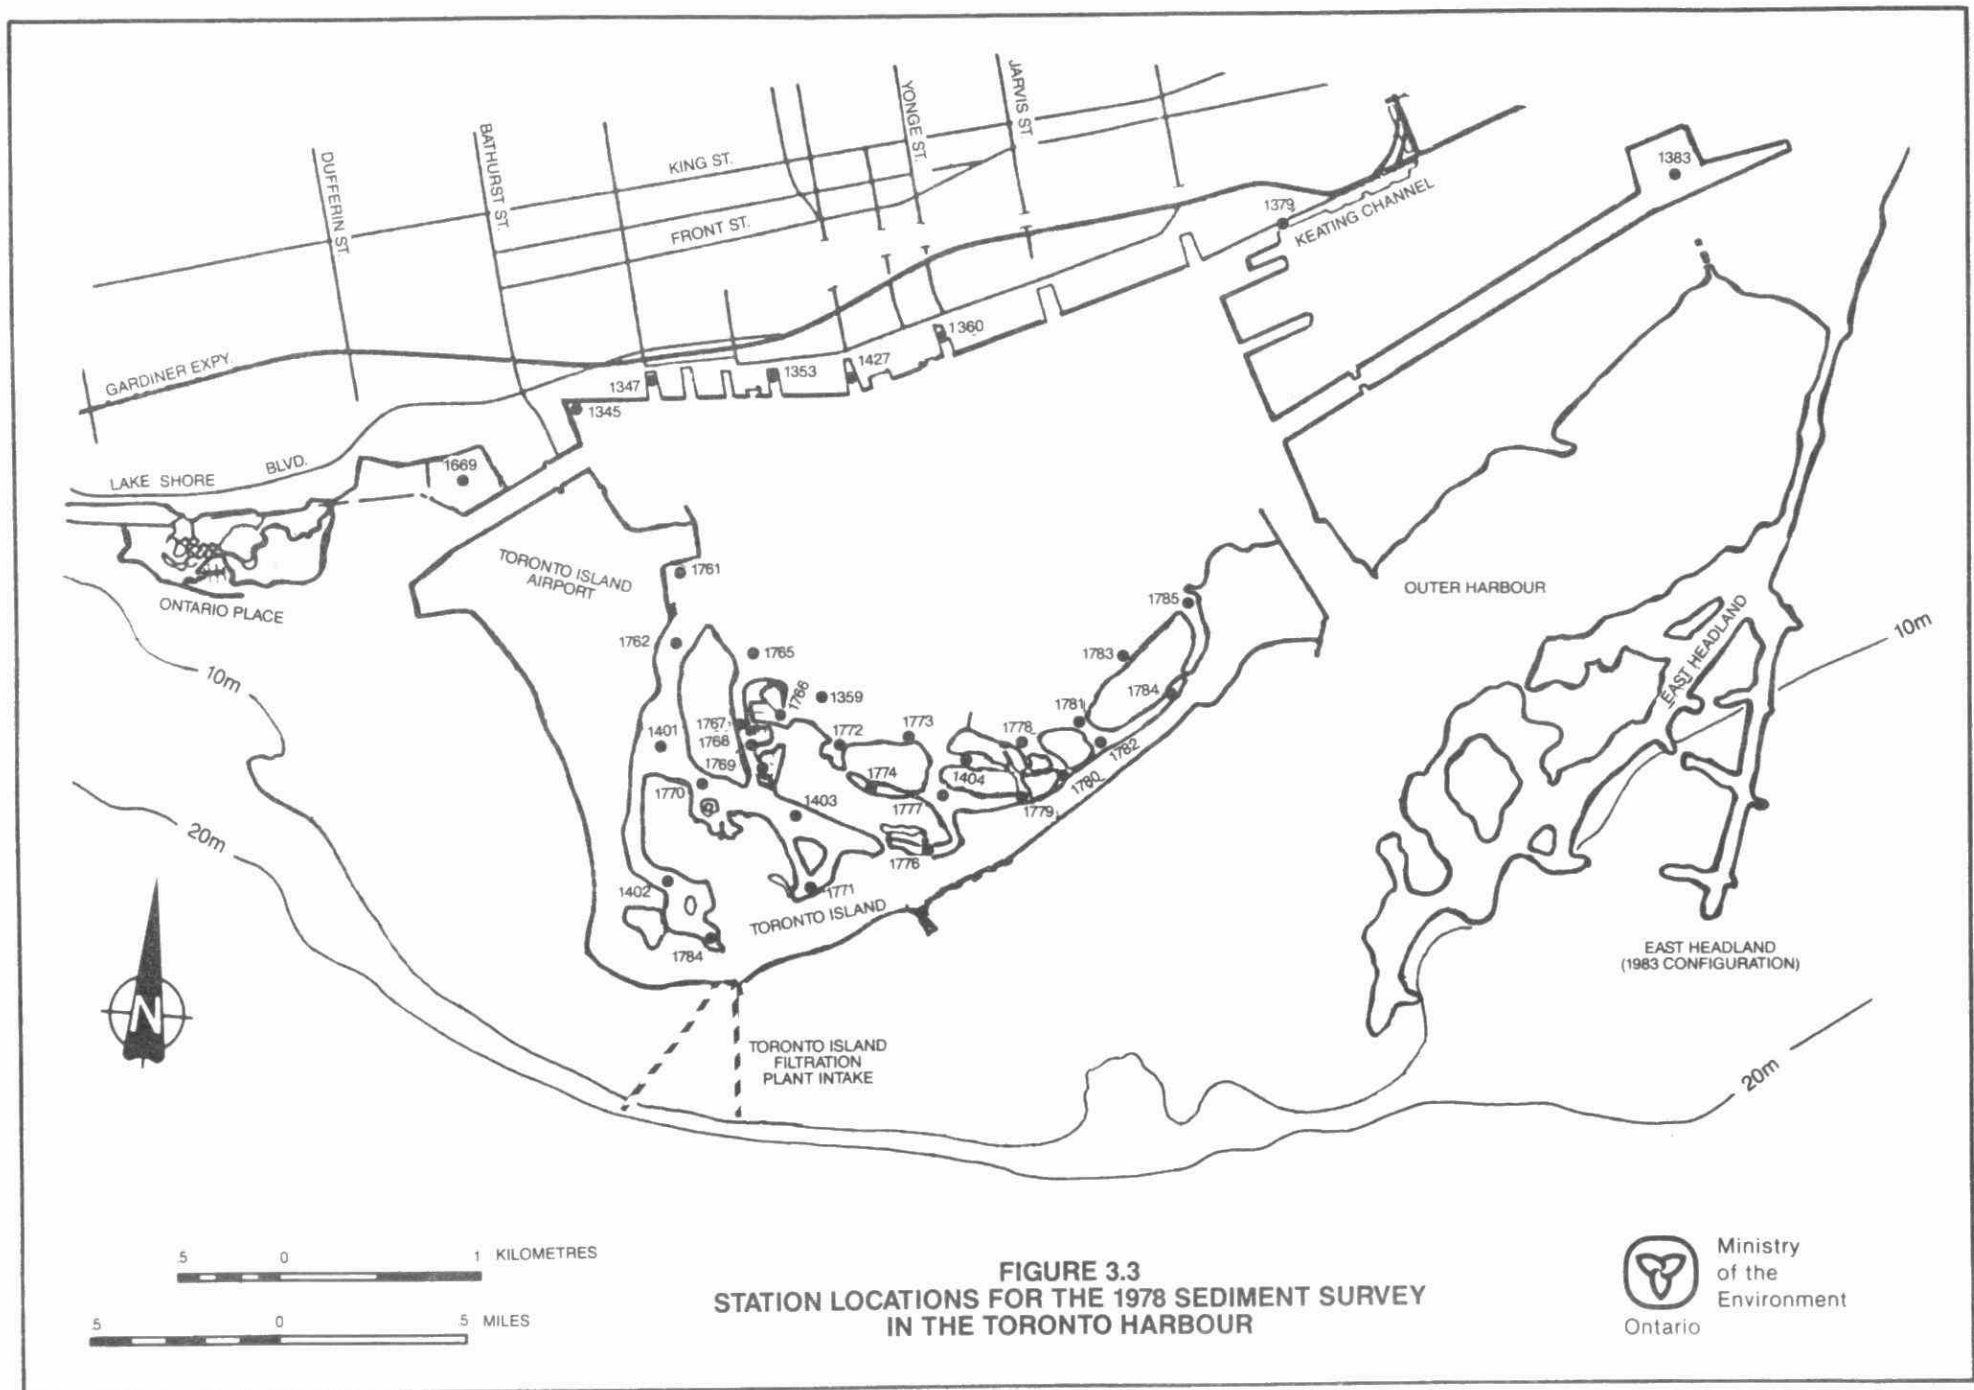 JARVIS ST
YONGE ST.
BATHURST ST.
DUFFERIN ST.
KING ST.
FRONT ST.
1383
1379
KEATING CHANNEL
GARDINER EXPY.
1360
1427
1353
1347
1345
LAKE SHORE BLVD.
1669
TORONTO ISLAND
AIRPORT
ONTARIO PLACE
OUTER HARBOUR
1761
1762
1765
1766
1359
1785
1783
1784
1781
1782
1401
1767
1768
1769
1772
1773
1778
1774
1404
1770
1403
1777
1779
1780
1776
1402
1771
TORONTO ISLAND
1784
EAST HEADLAND
10m
10m
20m
N
EAST HEADLAND
(1983 CONFIGURATION)
TORONTO ISLAND
FILTRATION
PLANT INTAKE
20m
.5 0 1 KILOMETRES
.5 0 .5 MILES
FIGURE 3.3
STATION LOCATIONS FOR THE 1978 SEDIMENT SURVEY
IN THE TORONTO HARBOUR
Ministry
of the
Environment
Ontario